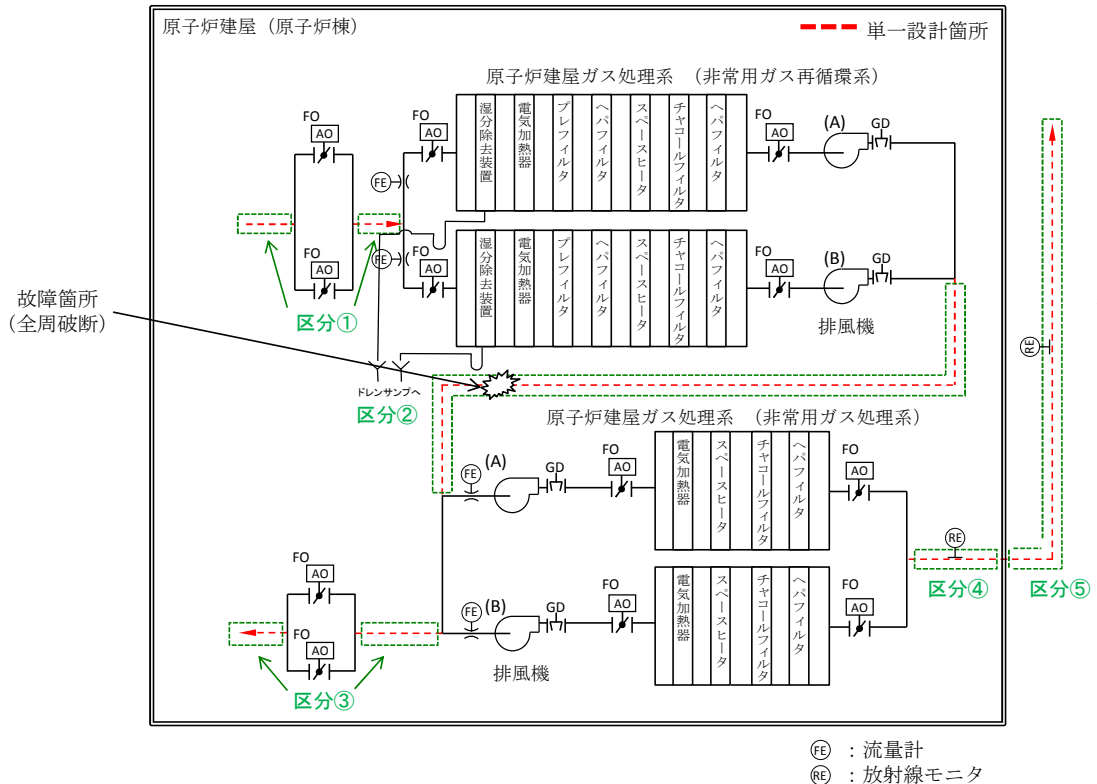 原子炉建屋（原子炉棟）
単一設計箇所
原子炉建屋ガス処理系　（非常用ガス再循環系）
FO
AO
FO
AO
FE
湿分除去装置
電気加熱器
プレフィルタ
ヘパフィルタ
スペースヒータ
チャコールフィルタ
ヘパフィルタ
FO
AO
(A)
GD
FO
AO
FE
FO
AO
湿分除去装置
電気加熱器
プレフィルタ
ヘパフィルタ
スペースヒータ
チャコールフィルタ
ヘパフィルタ
FO
AO
(B)
GD
排風機
区分①
故障箇所
（全周破断）
ドレンサンプへ
区分②
RE
原子炉建屋ガス処理系　（非常用ガス処理系）
FE
(A)
GD
FO
AO
電気加熱器
スペースヒータ
チャコールフィルタ
ヘパフィルタ
FO
AO
RE
区分④
区分⑤
FO
AO
FO
AO
区分③
FE
(B)
GD
排風機
FO
AO
電気加熱器
スペースヒータ
チャコールフィルタ
ヘパフィルタ
FO
AO
FE ：流量計
RE ：放射線モニタ